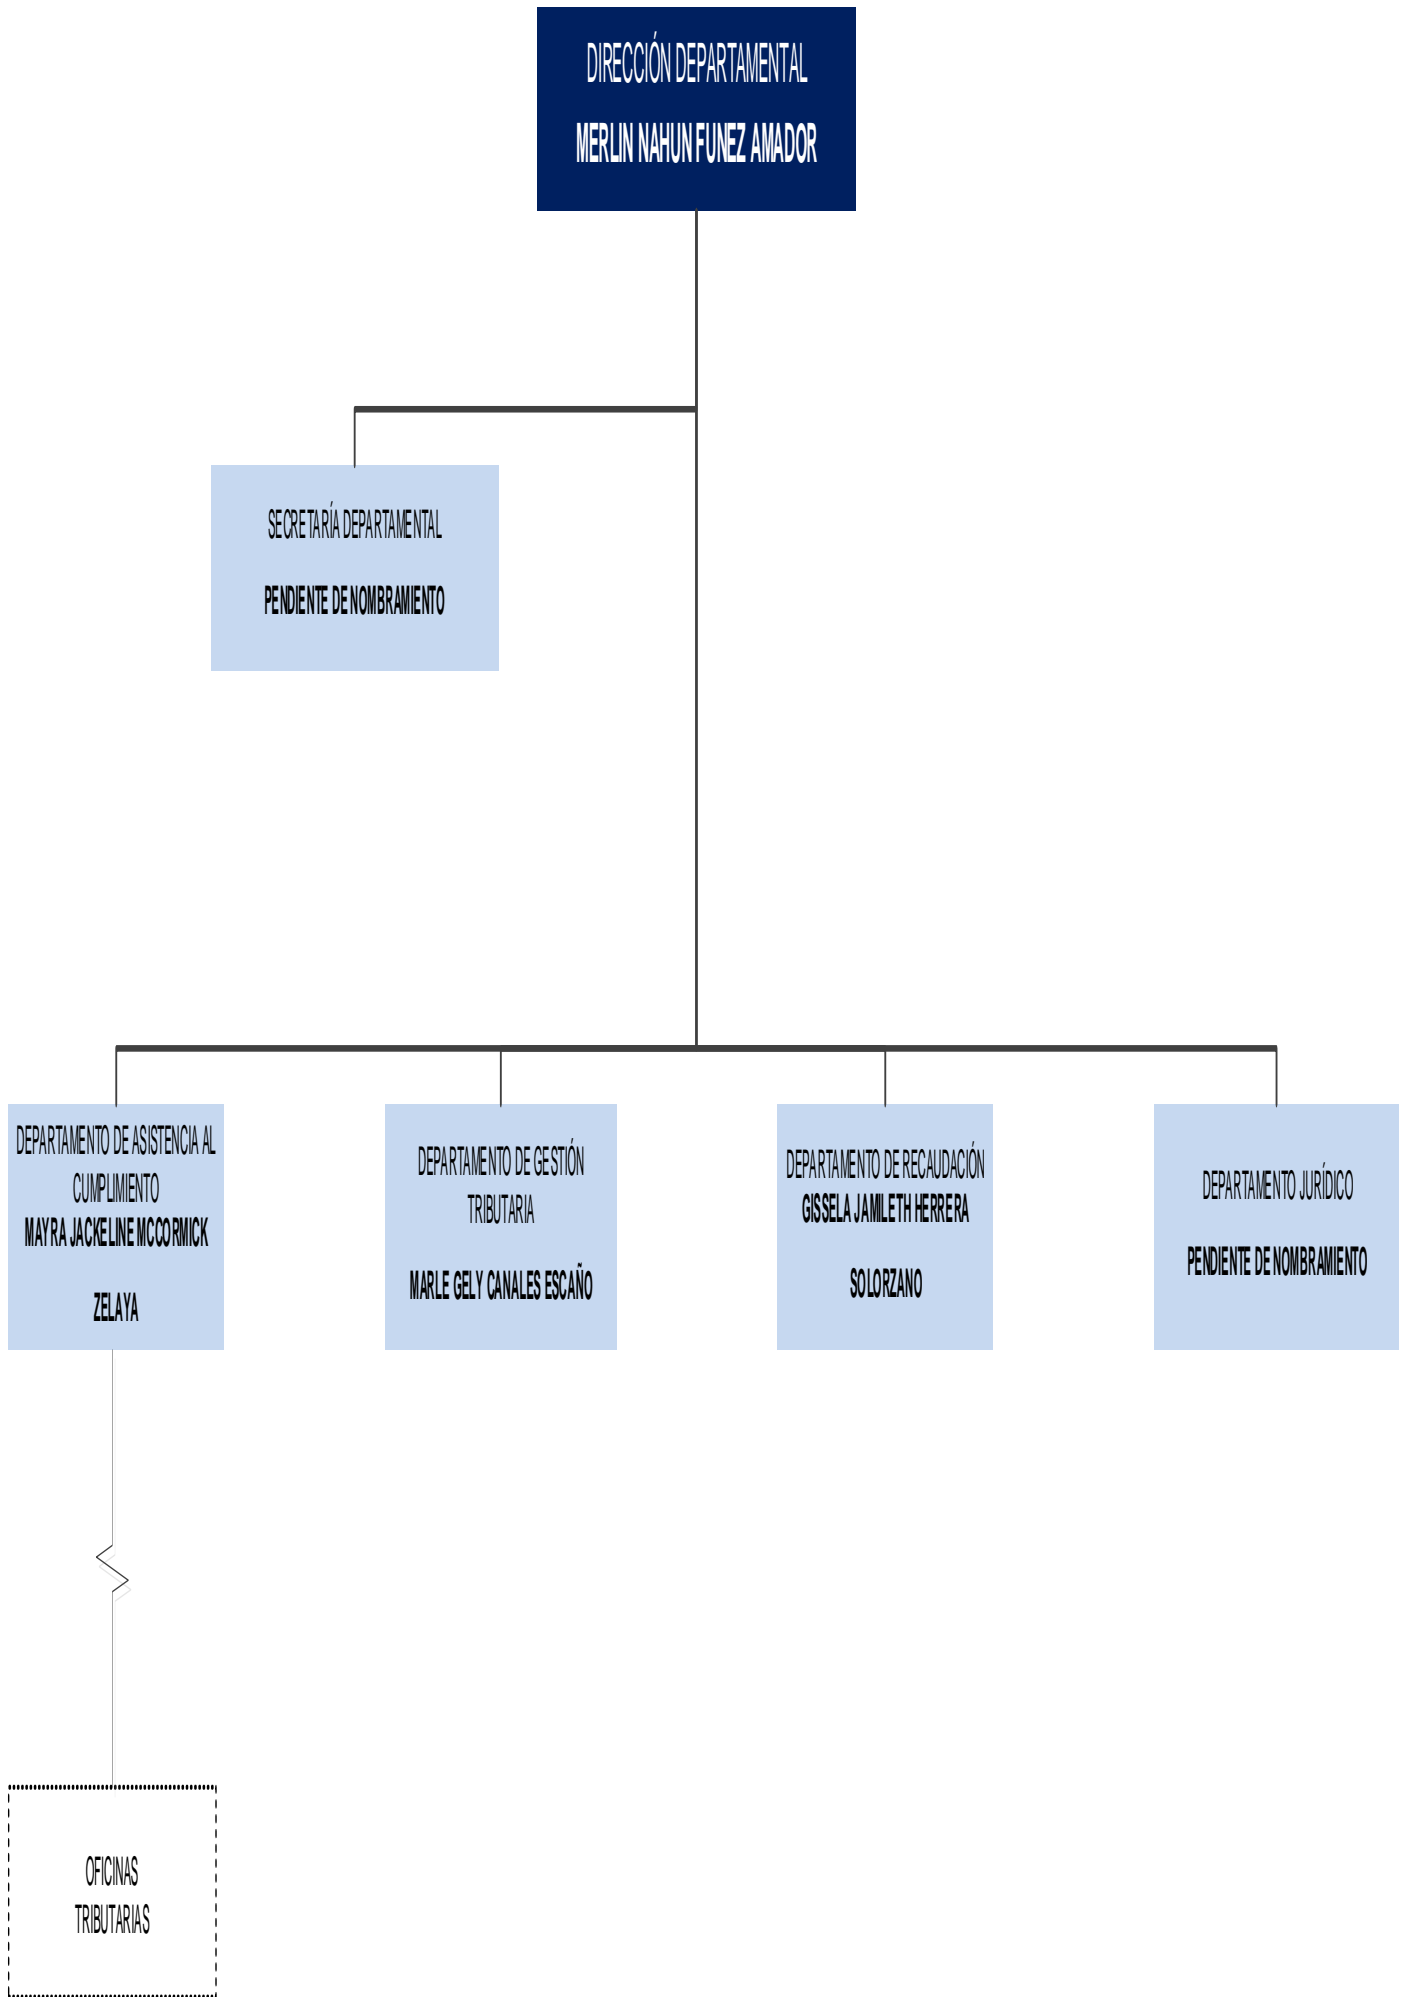 DIRECCIÓN DEPARTAMENTAL
MERLIN NAHUN FUNEZ AMADOR
SECRETARÍA DEPARTAMENTAL
PENDIENTE DE NOMBRAMIENTO
DEPARTAMENTO DE ASISTENCIA AL
CUMPLIMIENTO
MAYRA JACKELINE MCCORMICK
ZELAYA
DEPARTAMENTO DE GESTIÓN
TRIBUTARIA
MARLE GELY CANALES ESCAÑO
DEPARTAMENTO DE RECAUDACIÓN
GISSELA JAMILETH HERRERA
SOLORZANO
DEPARTAMENTO JURÍDICO
PENDIENTE DE NOMBRAMIENTO
OFICINAS
TRIBUTARIAS